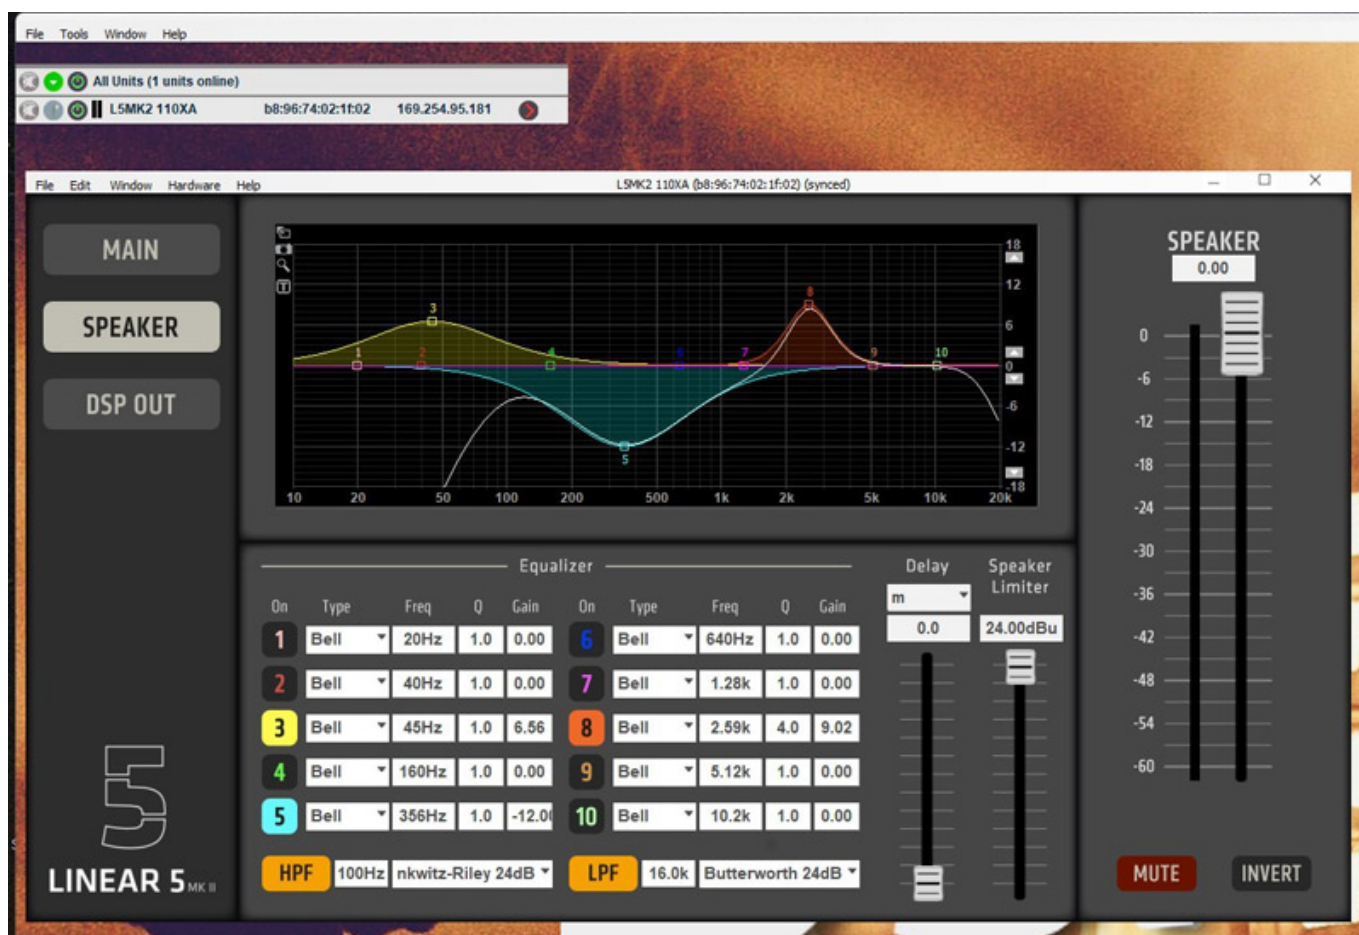 File Tools Window Help
All Units (1 units online)
L5MK2 110XA b8:96:74:02:1f:02 169.254.95.181
File Edit Window Hardware Help L5MK2 110XA (b8:96:74:02:1f:02) (synced)
MAIN
SPEAKER
DSP OUT
5
LINEAR 5 MK II
T
18
12
6
0
-6
-12
-18
1 2 3 4 5 6 7 8 9 10
10 20 50 100 200 500 1k 2k 5k 10k 20k
Equalizer
On Type Freq Q Gain On Type Freq Q Gain
1 Bell 20Hz 1.0 0.00 6 Bell 640Hz 1.0 0.00
2 Bell 40Hz 1.0 0.00 7 Bell 1.28k 1.0 0.00
3 Bell 45Hz 1.0 6.56 8 Bell 2.59k 4.0 9.02
4 Bell 160Hz 1.0 0.00 9 Bell 5.12k 1.0 0.00
5 Bell 356Hz 1.0 -12.00 10 Bell 10.2k 1.0 0.00
HPF 100Hz nkwitz-Riley 24dB LPF 16.0k Butterworth 24dB
Delay
m
0.0
Speaker
Limiter
24.00dBu
SPEAKER
0.00
0
-6
-12
-18
-24
-30
-36
-42
-48
-54
-60
MUTE INVERT